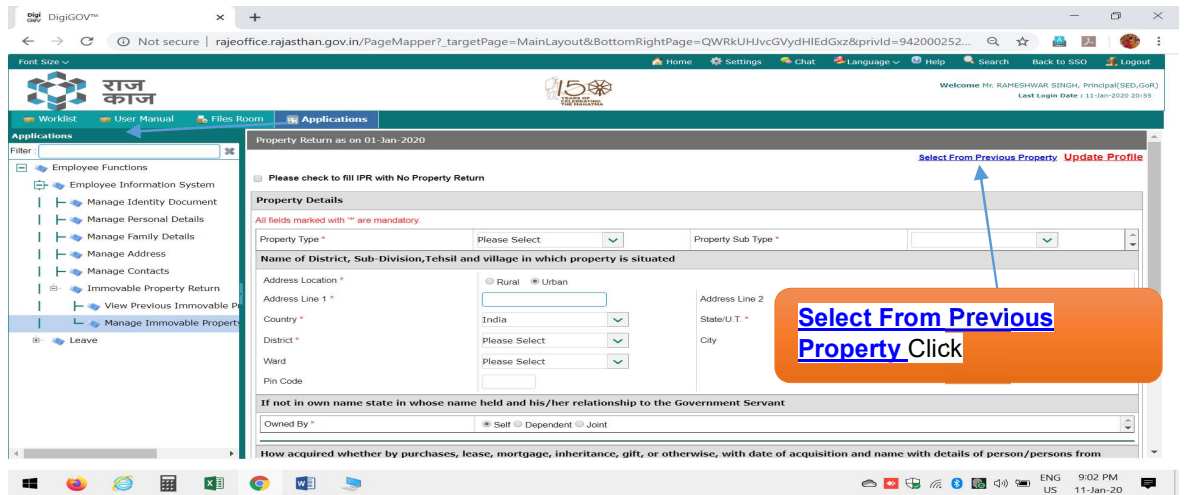 DigiGOV™
Not secure | rajeoffice.rajasthan.gov.in/PageMapper?_targetPage=MainLayout&BottomRightPage=QWRkUHJvcGVydHlEdGxz&privId=942000252...
Font Size Home Settings Chat Language Help Search Back to SSO Logout
राज
काज
150
YEARS OF
CELEBRATING
THE MAHATMA
Welcome Mr. RAMESHWAR SINGH, Principal(SED,GoR)
Last Login Date : 11-Jan-2020 20:55
Worklist User Manual Files Room Applications
Applications
Filter :
Employee Functions
Employee Information System
Manage Identity Document
Manage Personal Details
Manage Family Details
Manage Address
Manage Contacts
Immovable Property Return
View Previous Immovable P
Manage Immovable Property
Leave
Property Return as on 01-Jan-2020
Select From Previous Property Update Profile
Please check to fill IPR with No Property Return
Property Details
All fields marked with '*' are mandatory.
Property Type * Please Select Property Sub Type *
Name of District, Sub-Division,Tehsil and village in which property is situated
Address Location * Rural Urban
Address Line 1 * Address Line 2
Country * India State/U.T. *
District * Please Select City
Ward Please Select
Pin Code
Select From Previous
Property Click
If not in own name state in whose name held and his/her relationship to the Government Servant
Owned By * Self Dependent Joint
How acquired whether by purchases, lease, mortgage, inheritance, gift, or otherwise, with date of acquisition and name with details of person/persons from
ENG 9:02 PM
US 11-Jan-20